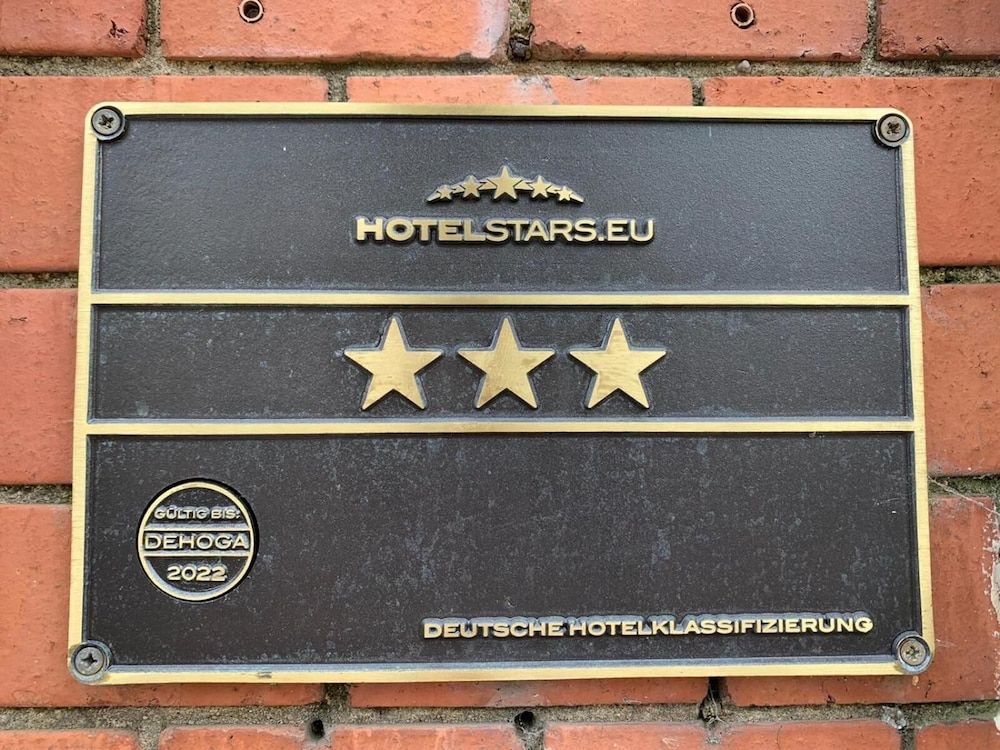 HOTELSTARS.EU
GÜLTIG BIS:
DEHOGA
2022
DEUTSCHE HOTELKLASSIFIZIERUNG